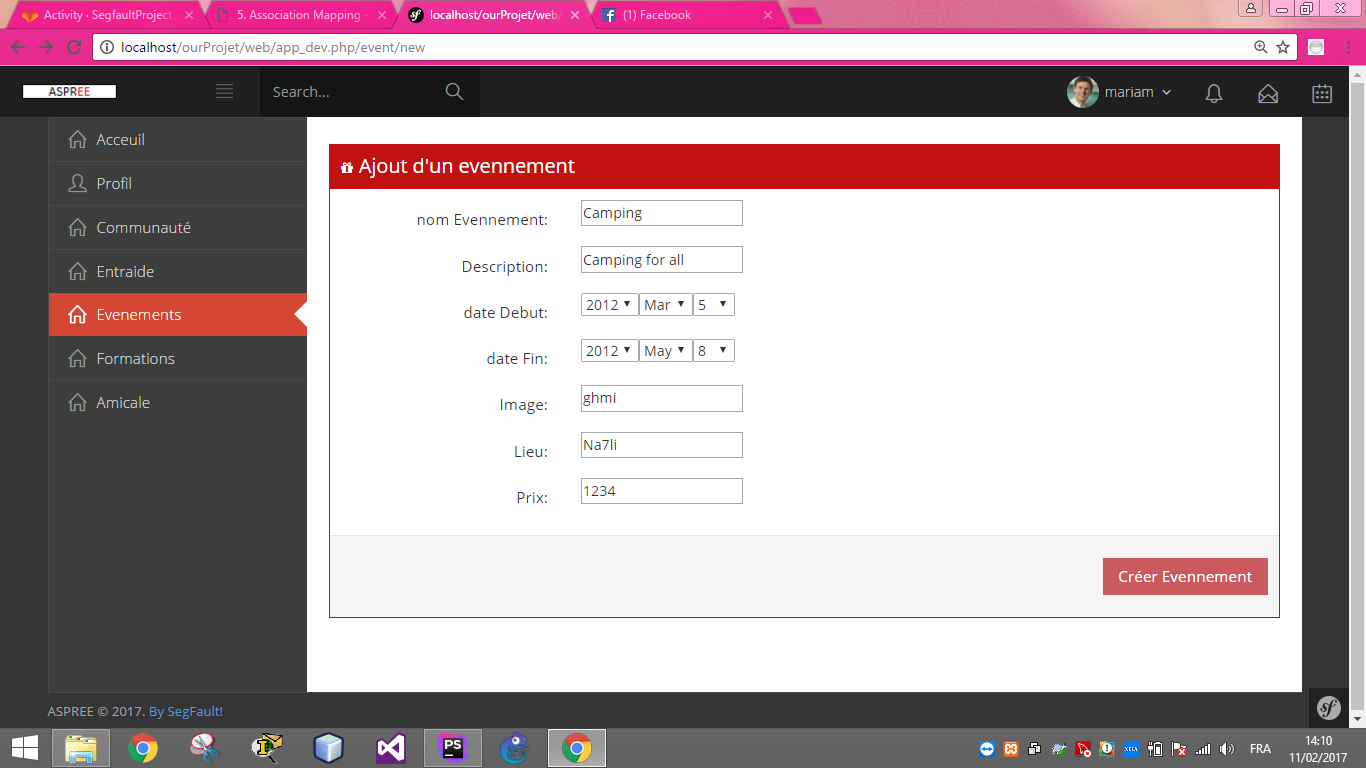 Activity · SegfaultProject
5. Association Mapping -
localhost/ourProjet/web/
(1) Facebook
localhost/ourProjet/web/app_dev.php/event/new
ASPREE
Search...
mariam
Acceuil
Profil
Communauté
Entraide
Evenements
Formations
Amicale
Ajout d'un evennement
nom Evennement:
Camping
Description:
Camping for all
date Debut:
2012 Mar 5
date Fin:
2012 May 8
Image:
ghmi
Lieu:
Na7li
Prix:
1234
Créer Evennement
ASPREE © 2017. By SegFault!
PS
XTRA
FRA
14:10
11/02/2017